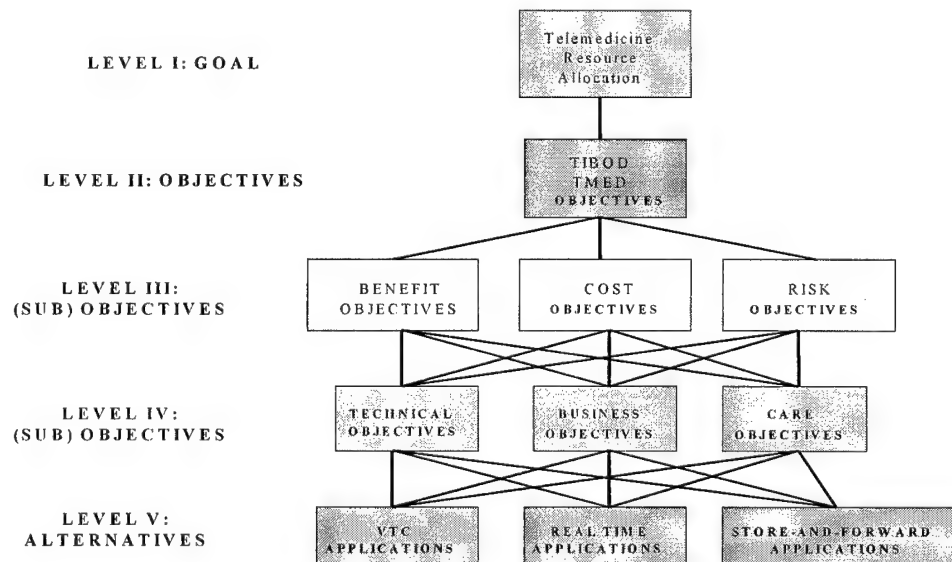 Telemedicine
Resource
Allocation
LEVEL I: GOAL
TIBOD
TMED
OBJECTIVES
LEVEL II: OBJECTIVES
LEVEL III:
(SUB) OBJECTIVES
BENEFIT
OBJECTIVES
COST
OBJECTIVES
RISK
OBJECTIVES
LEVEL IV:
(SUB) OBJECTIVES
TECHNICAL
OBJECTIVES
BUSINESS
OBJECTIVES
CARE
OBJECTIVES
LEVEL V:
ALTERNATIVES
VTC
APPLICATIONS
REAL TIME
APPLICATIONS
STORE-AND-FORWARD
APPLICATIONS